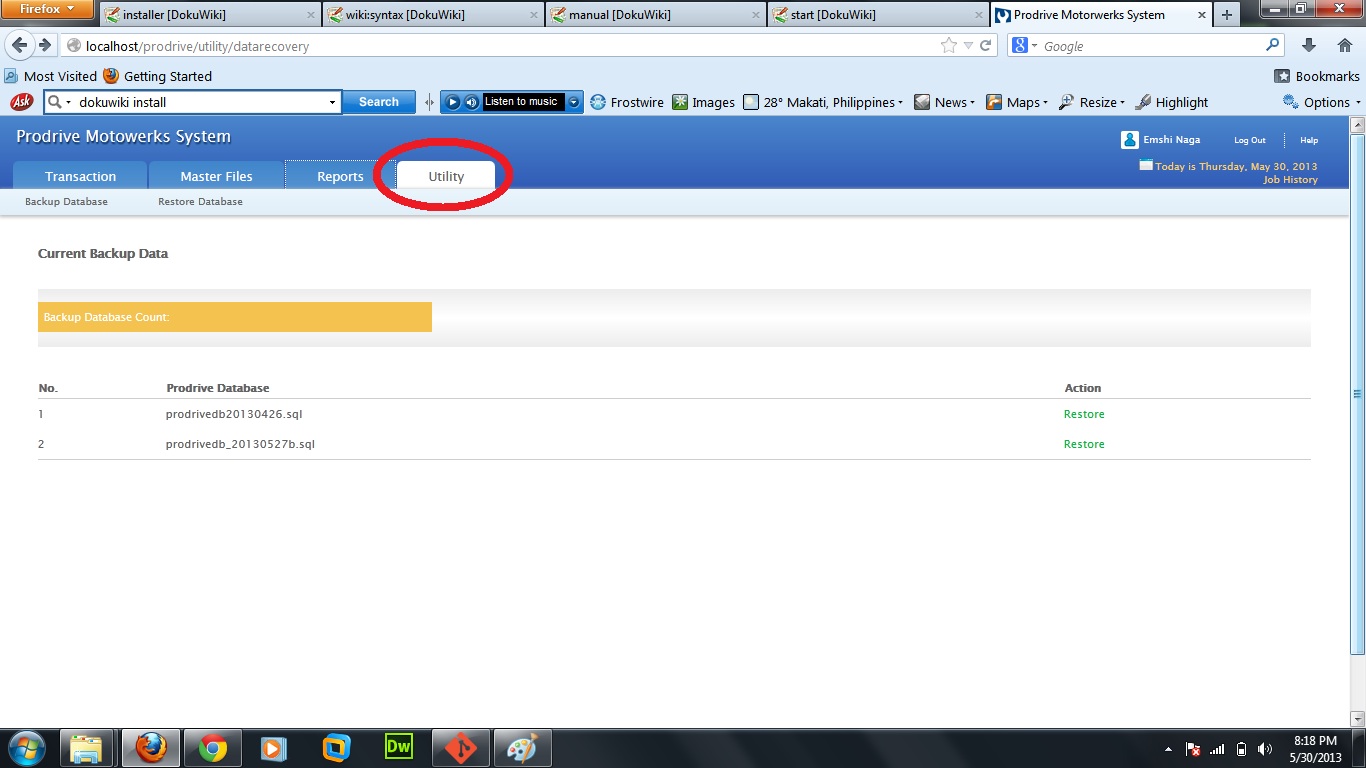 Firefox
installer [DokuWiki]
wiki:syntax [DokuWiki]
manual [DokuWiki]
start [DokuWiki]
Prodrive Motorwerks System
localhost/prodrive/utility/datarecovery
Google
Most Visited Getting Started Bookmarks
Ask dokuwiki install Search Listen to music Frostwire Images 28° Makati, Philippines News Maps Resize Highlight Options
Prodrive Motowerks System
Emshi Naga Log Out Help
Today is Thursday, May 30, 2013
Job History
Transaction Master Files Reports Utility
Backup Database Restore Database
Current Backup Data
Backup Database Count:
No. Prodrive Database Action
1 prodrivedb20130426.sql Restore
2 prodrivedb_20130527b.sql Restore
Dw
8:18 PM
5/30/2013